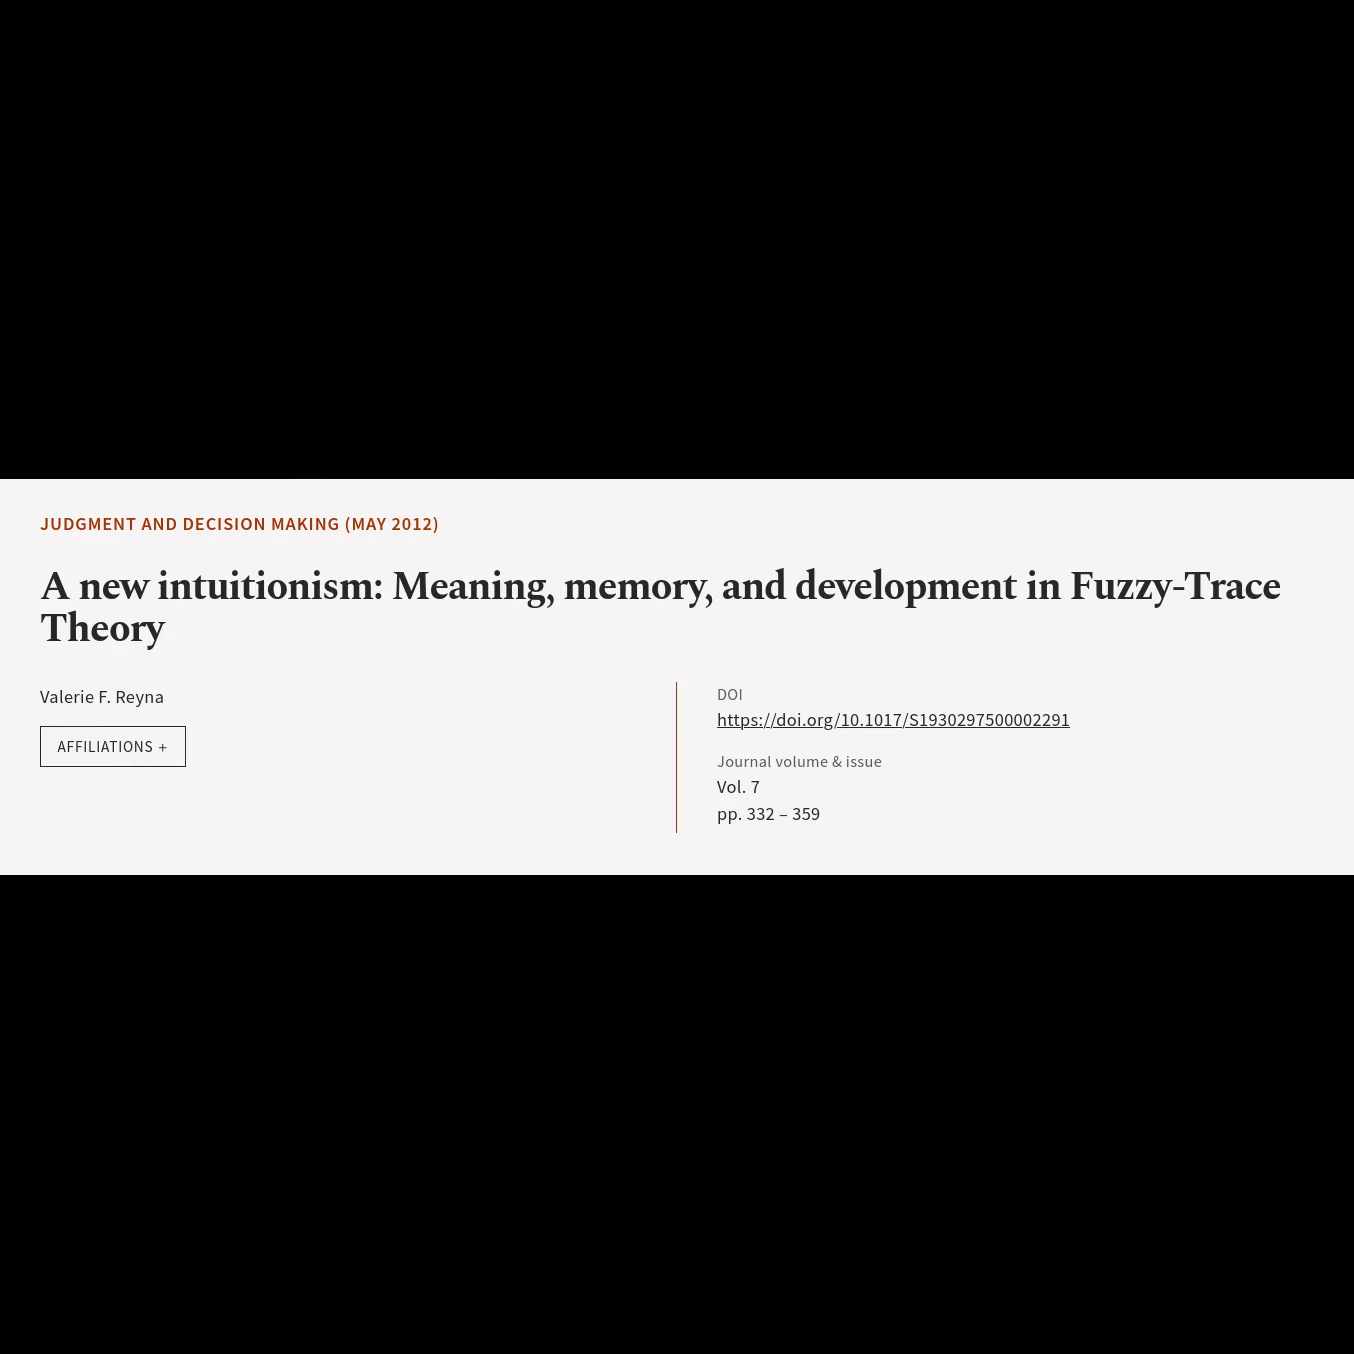 JUDGMENT AND DECISION MAKING (MAY 2012)
A new intuitionism: Meaning, memory, and development in Fuzzy-Trace
Theory
Valerie F. Reyna
AFFILIATIONS +
DOI
https://doi.org/10.1017/S1930297500002291
Journal volume & issue
Vol. 7
pp. 332 – 359